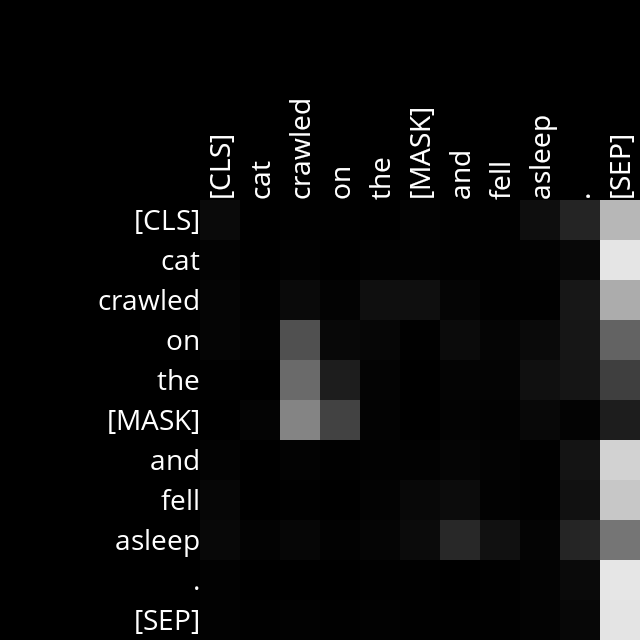 [CLS] cat crawled on the [MASK] and fell asleep . [SEP]
[CLS]
cat
crawled
on
the
[MASK]
and
fell
asleep
.
[SEP]